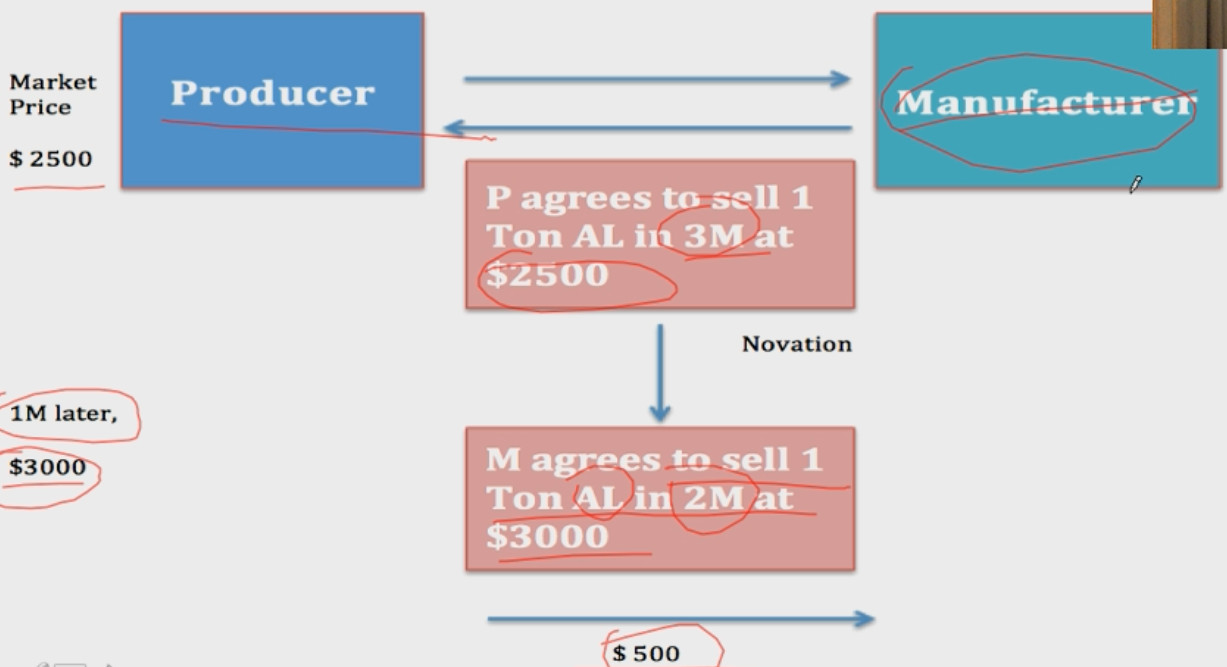 Market
Price
$ 2500
Producer
Manufacturer
P agrees to sell 1
Ton AL in 3M at
$2500
Novation
1M later,
$3000
M agrees to sell 1
Ton AL in 2M at
$3000
$ 500